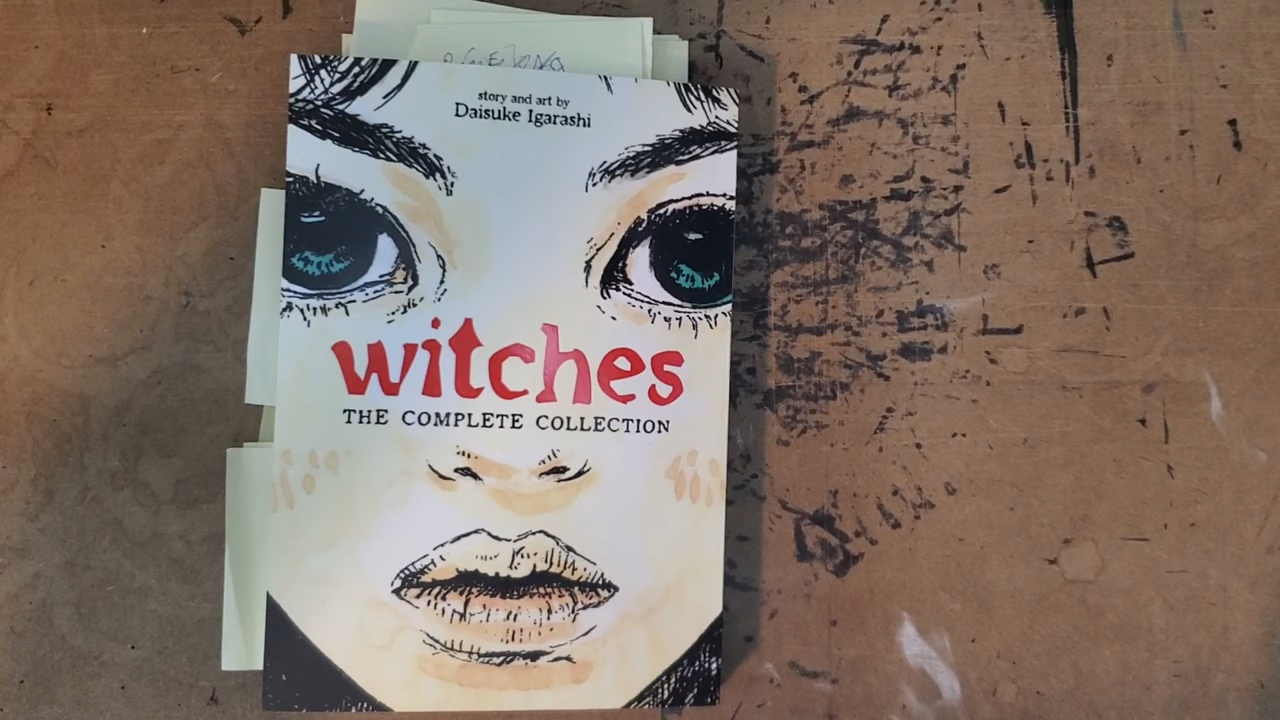 story and art by
Daisuke Igarashi
witches
THE COMPLETE COLLECTION